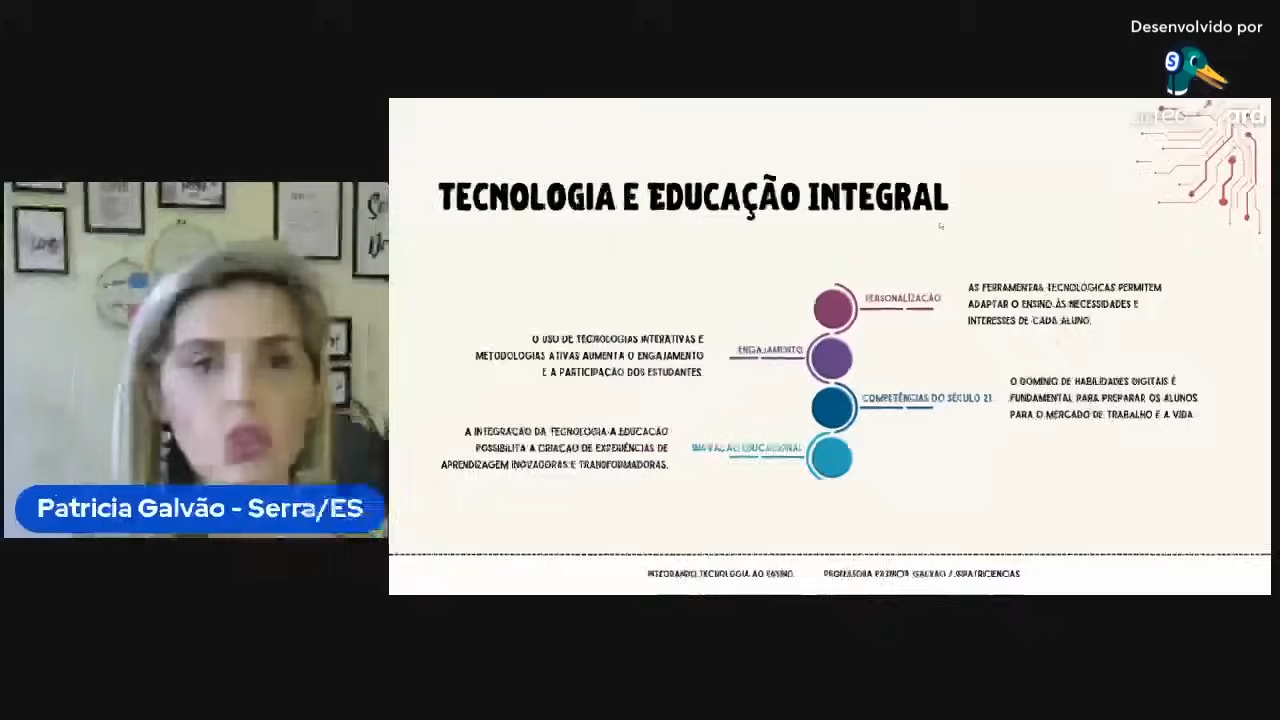 Desenvolvido por
TECNOLOGIA E EDUCAÇÃO INTEGRAL
PERSONALIZAÇÃO
AS FERRAMENTAS TECNOLÓGICAS PERMITEM
ADAPTAR O ENSINO ÀS NECESSIDADES E
INTERESSES DE CADA ALUNO.
ENGAJAMENTO
O USO DE TECNOLOGIAS INTERATIVAS E
METODOLOGIAS ATIVAS AUMENTA O ENGAJAMENTO
E A PARTICIPAÇÃO DOS ESTUDANTES.
COMPETÊNCIAS DO SÉCULO 21
O DOMÍNIO DE HABILIDADES DIGITAIS É
FUNDAMENTAL PARA PREPARAR OS ALUNOS
PARA O MERCADO DE TRABALHO E A VIDA
INOVAÇÃO EDUCACIONAL
A INTEGRAÇÃO DA TECNOLOGIA À EDUCAÇÃO
POSSIBILITA A CRIAÇÃO DE EXPERIÊNCIAS DE
APRENDIZAGEM INOVADORAS E TRANSFORMADORAS.
Patricia Galvão - Serra/ES
INTEGRANDO TECNOLOGIA AO ENSINO
PROFESSORA PATRICIA GALVÃO /